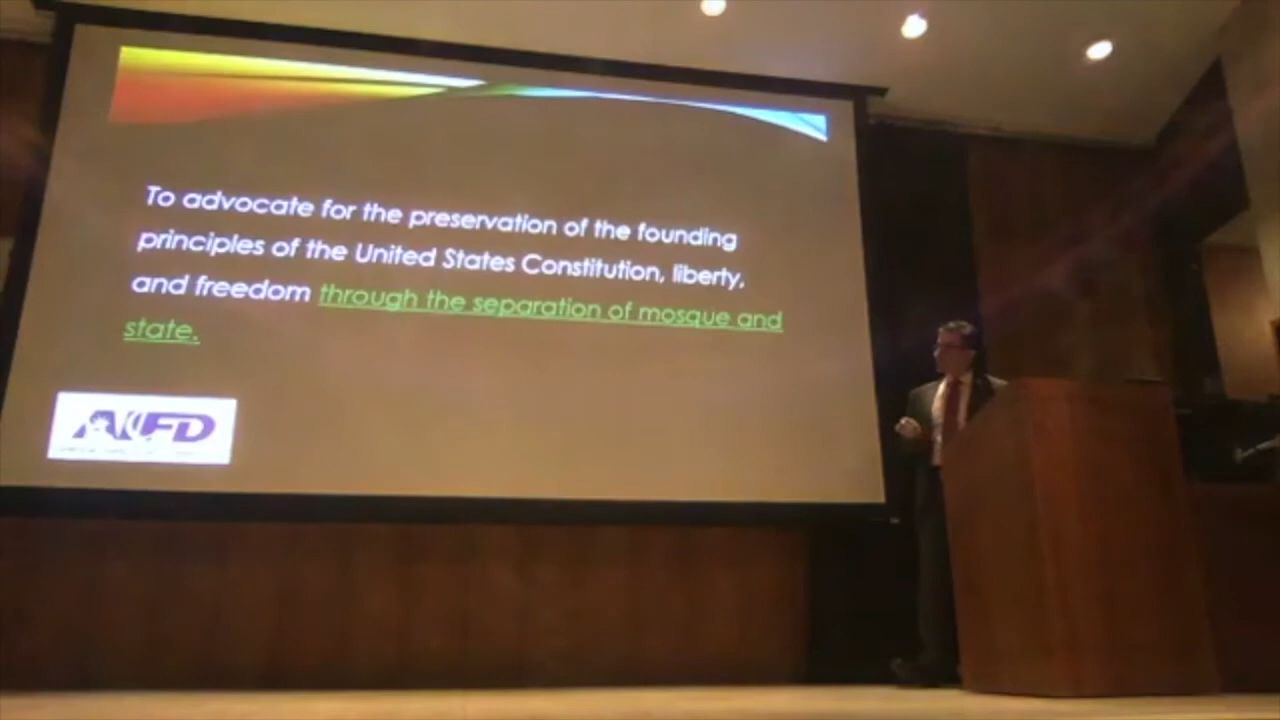 To advocate for the preservation of the founding
principles of the United States Constitution, liberty,
and freedom through the separation of mosque and
state.
AIFD